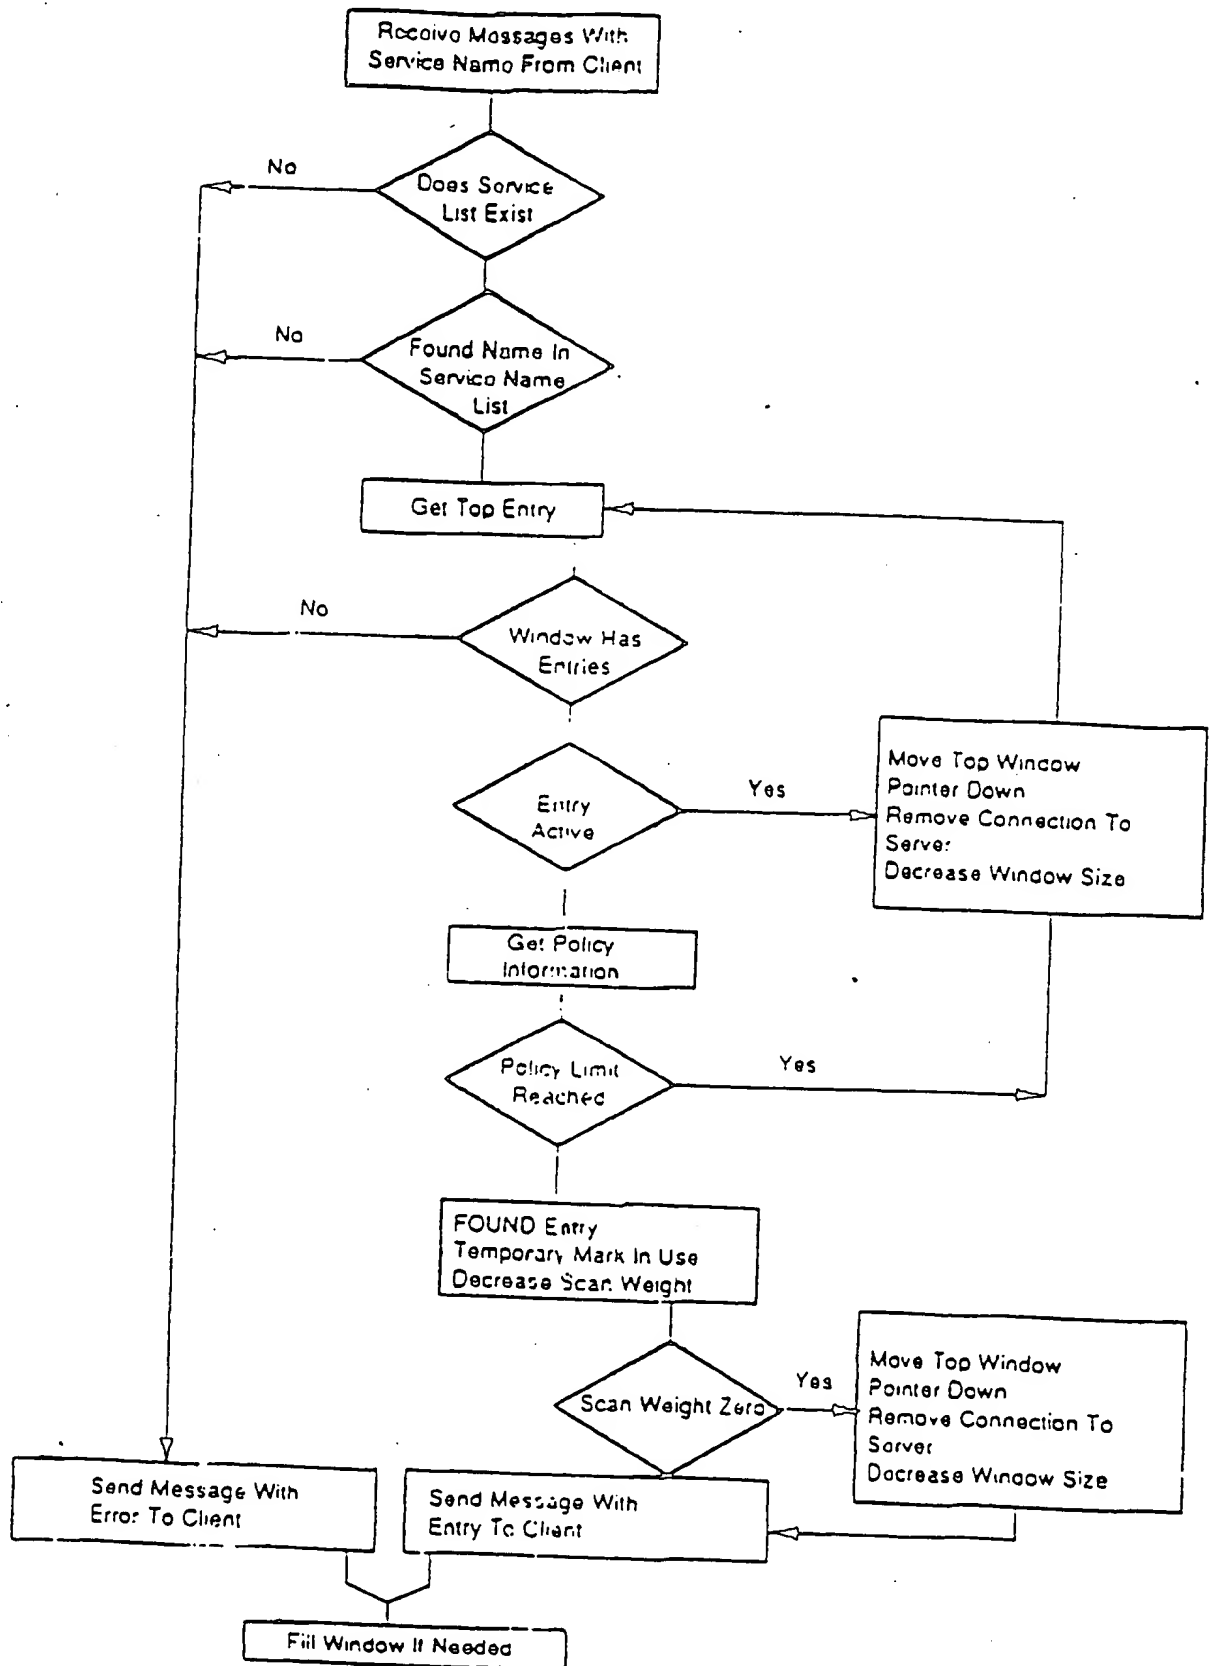 Receive Messages With
Service Name From Client
No
Does Service
List Exist
No
Found Name In
Service Name
List
Get Top Entry
No
Window Has
Entries
Move Top Window
Pointer Down
Remove Connection To
Server
Decrease Window Size
Yes
Entry
Active
Get Policy
Information
Policy Limit
Reached
Yes
FOUND Entry
Temporary Mark In Use
Decrease Scan Weight
Scan Weight Zero
Yes
Move Top Window
Pointer Down
Remove Connection To
Server
Decrease Window Size
Send Message With
Error To Client
Send Message With
Entry To Client
Fill Window If Needed